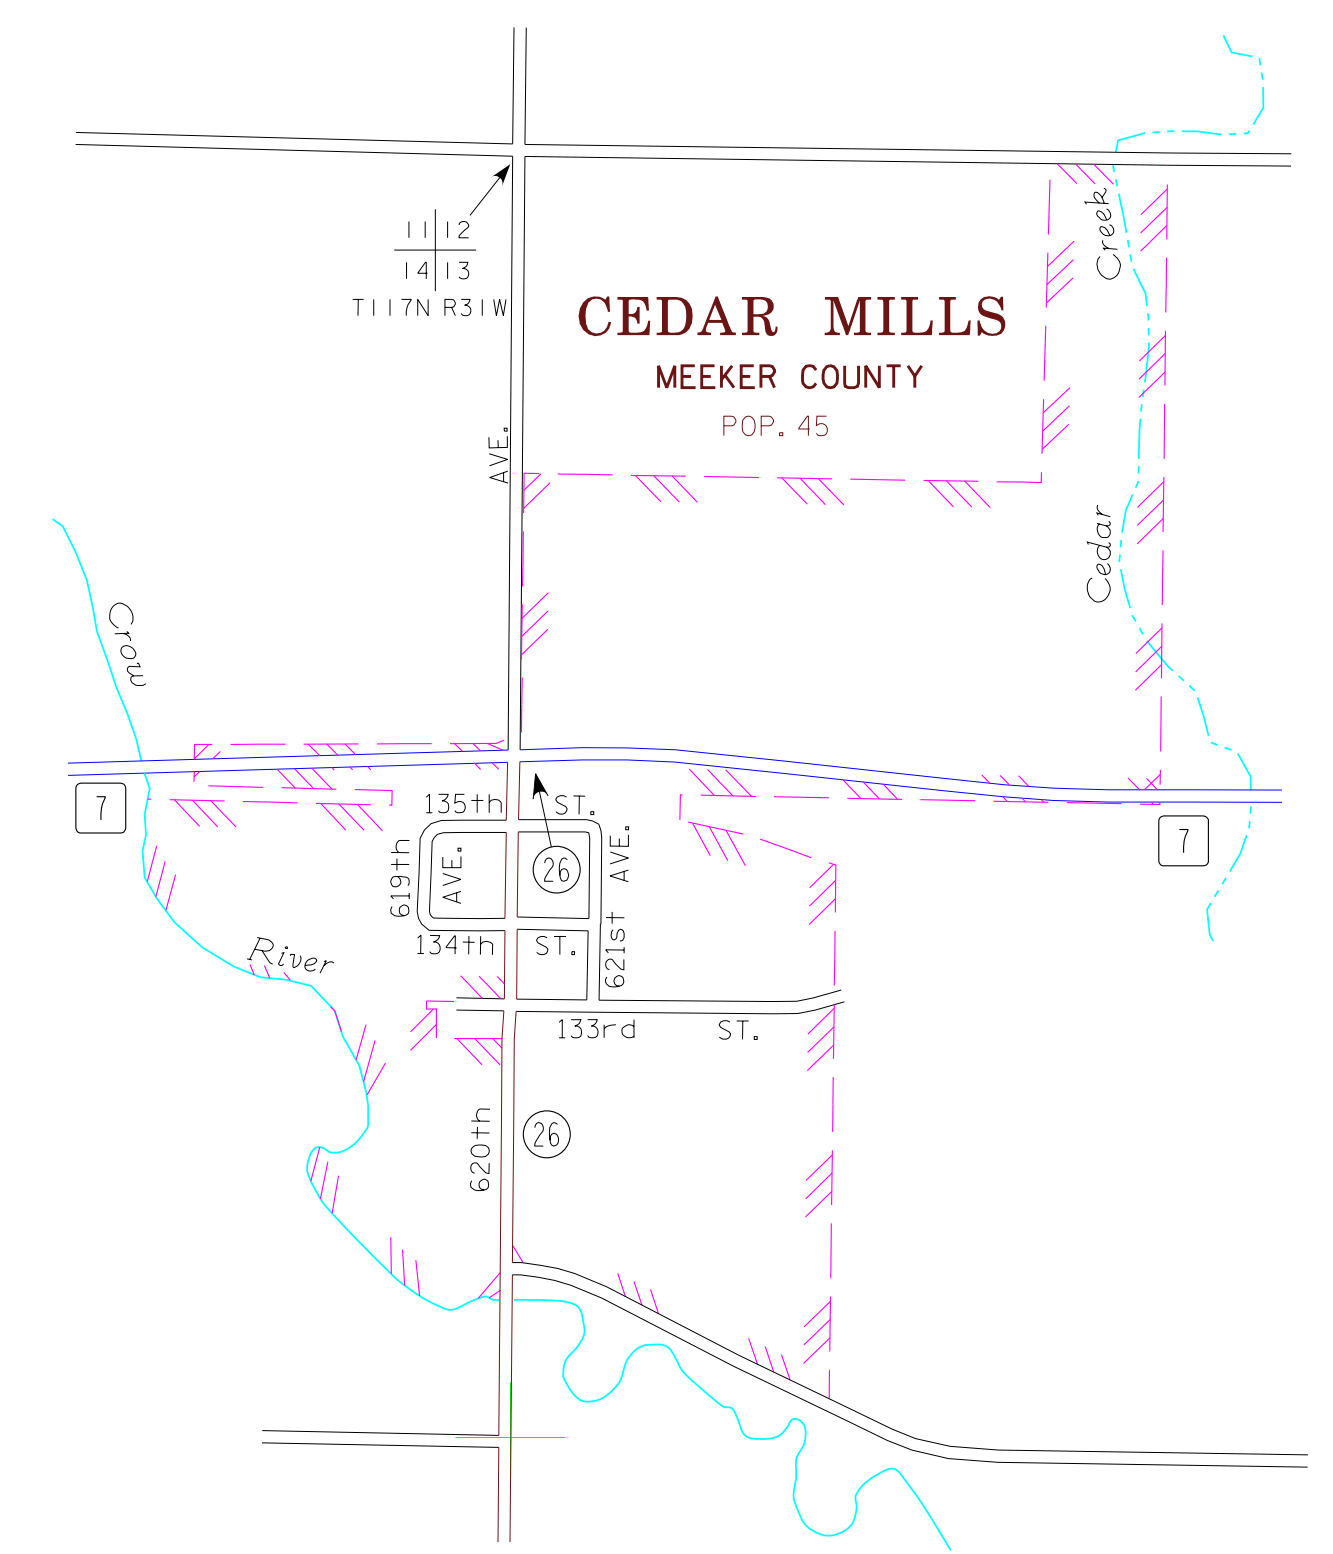 11 12
14 13
T117N R31W
CEDAR MILLS
MEEKER COUNTY
POP. 45
Creek
AVE.
Cedar
Crow
7
135th ST.
7
619th
AVE.
26
AVE.
621st
134th ST.
River
133rd ST.
620th
26